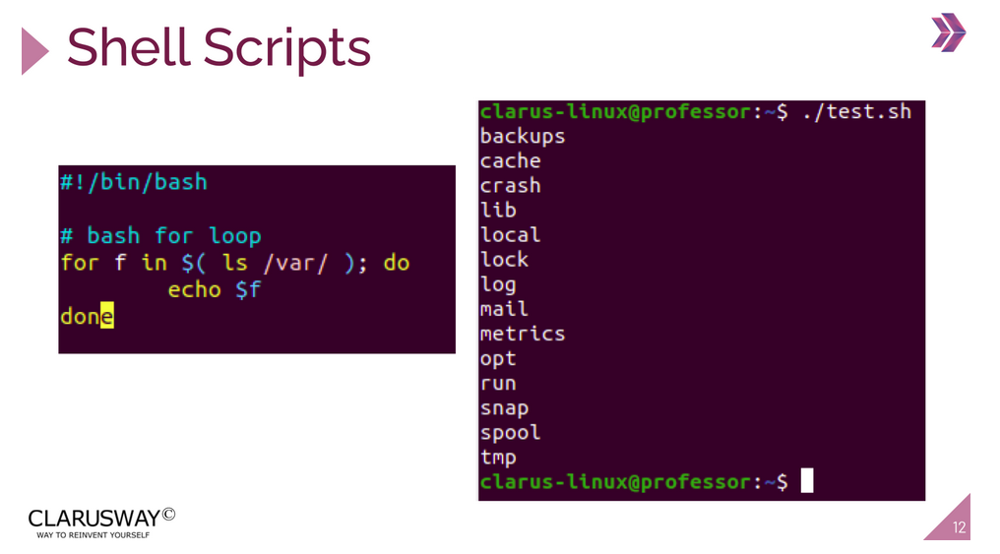 Shell Scripts
#!/bin/bash
# bash for loop
for f in $( ls /var/ ); do
echo $f
done
clarus-linux@professor:~$ ./test.sh
backups
cache
crash
lib
local
lock
log
mail
metrics
opt
run
snap
spool
tmp
clarus-linux@professor:~$
CLARUSWAY©
WAY TO REINVENT YOURSELF
12